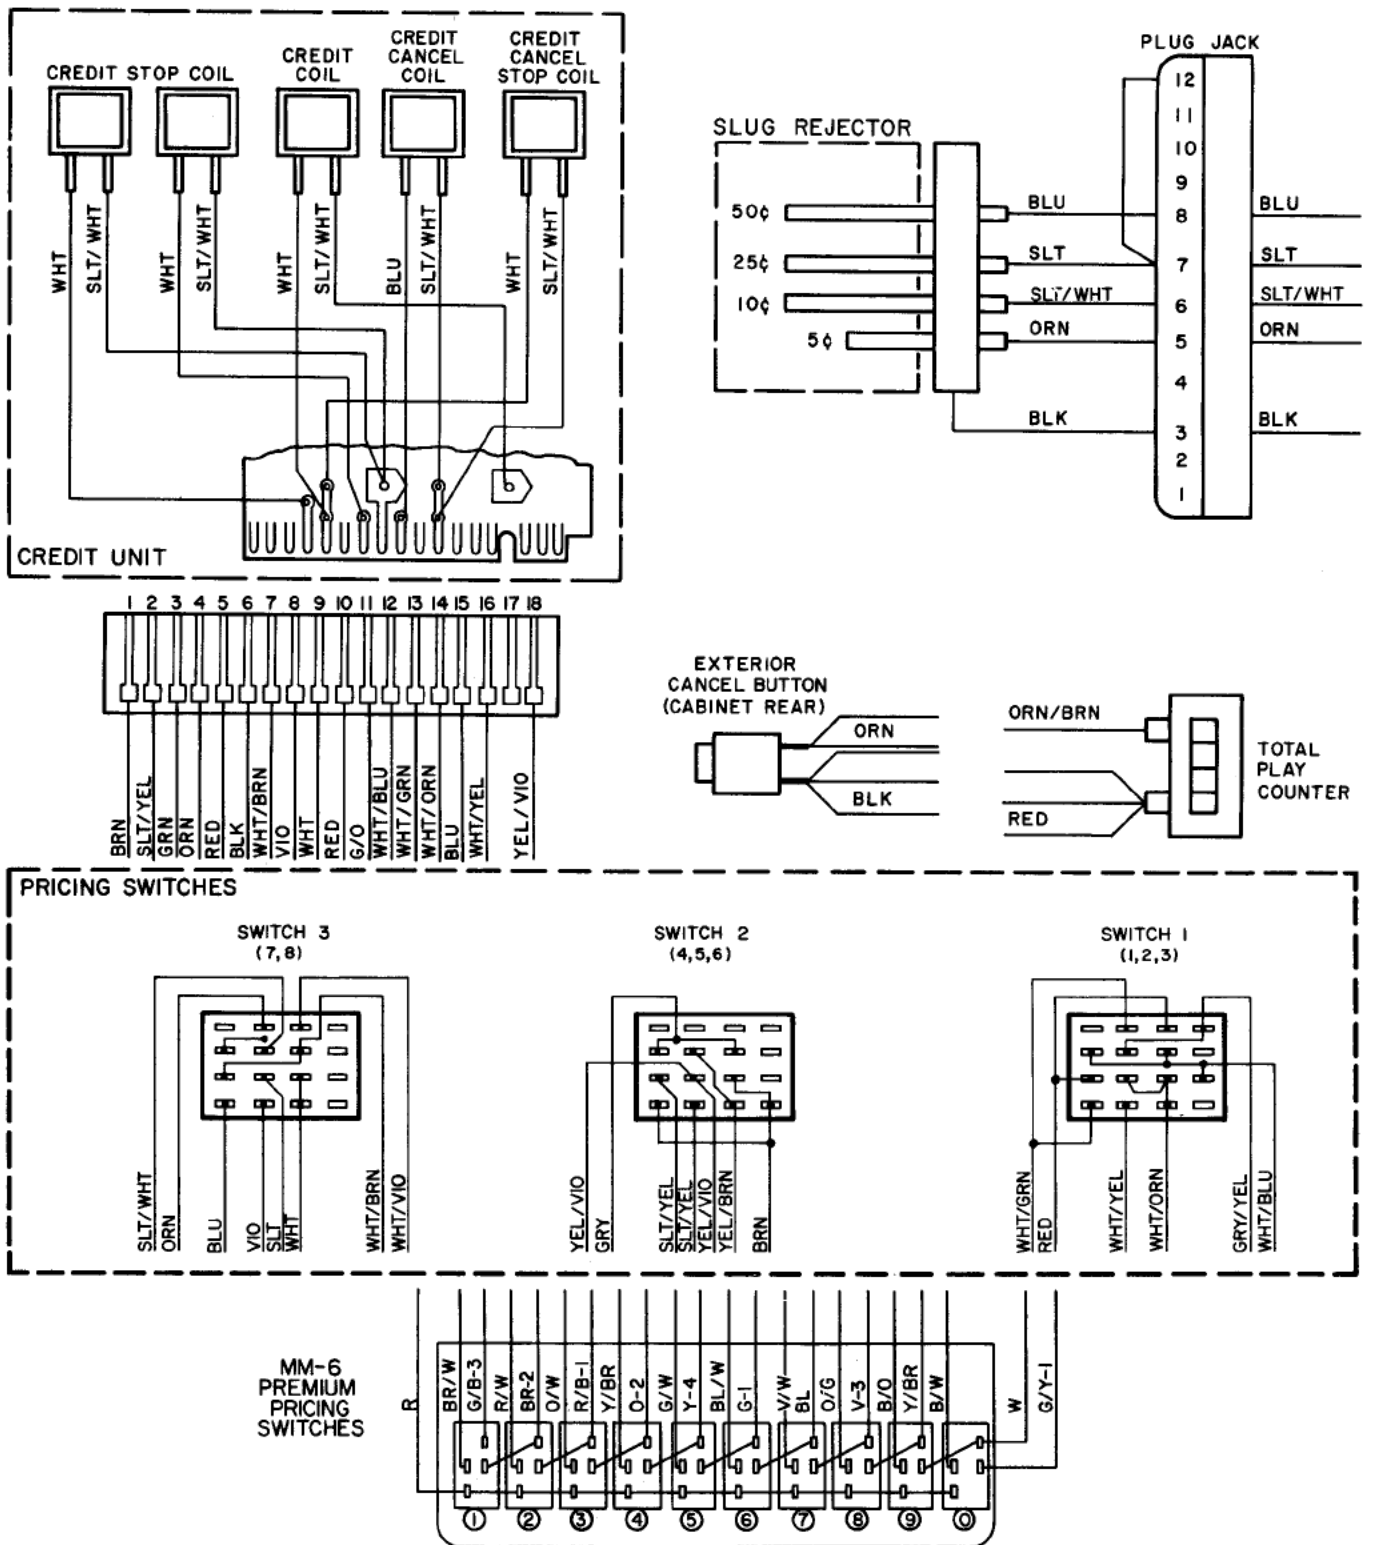 CREDIT STOP COIL
CREDIT
COIL
CREDIT
CANCEL
COIL
CREDIT
CANCEL
STOP COIL
WHT
SLT/WHT
WHT
SLT/WHT
WHT
SLT/WHT
BLU
SLT/WHT
WHT
SLT/WHT
CREDIT UNIT
PLUG JACK
SLUG REJECTOR
12
11
10
9
8
7
6
5
4
3
2
1
50¢
25¢
10¢
5¢
BLU
SLT
SLT/WHT
ORN
BLK
BLU
SLT
SLT/WHT
ORN
BLK
1 2 3 4 5 6 7 8 9 10 11 12 13 14 15 16 17 18
BRN
SLT/YEL
GRN
ORN
RED
BLK
WHT/BRN
VIO
WHT
RED
G/O
WHT/BLU
WHT/GRN
WHT/ORN
BLU
WHT/YEL
YEL/VIO
EXTERIOR
CANCEL BUTTON
(CABINET REAR)
ORN
BLK
ORN/BRN
RED
TOTAL
PLAY
COUNTER
PRICING SWITCHES
SWITCH 3
(7,8)
SWITCH 2
(4,5,6)
SWITCH 1
(1,2,3)
SLT/WHT
ORN
BLU
VIO
SLT
WHT
WHT/BRN
WHT/VIO
YEL/VIO
GRY
SLT/YEL
SLT/YEL
YEL/VIO
YEL/BRN
BRN
WHT/GRN
RED
WHT/YEL
WHT/ORN
GRY/YEL
WHT/BLU
MM-6
PREMIUM
PRICING
SWITCHES
R
BR/W
G/B-3
R/W
BR-2
O/W
R/B-1
Y/BR
O-2
G/W
Y-4
BL/W
G-1
V/W
BL
O/G
V-3
B/O
Y/BR
B/W
W
G/Y-1
1 2 3 4 5 6 7 8 9 0